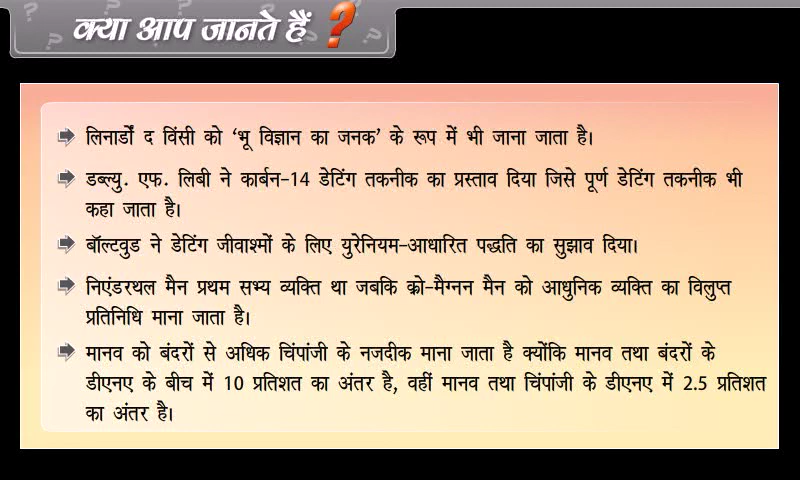 क्या आप जानते हैं ?
लिनार्डों द विंसी को ‘भू विज्ञान का जनक’ के रूप में भी जाना जाता है।
डब्ल्यु. एफ. लिबी ने कार्बन-14 डेटिंग तकनीक का प्रस्ताव दिया जिसे पूर्ण डेटिंग तकनीक भी
कहा जाता है।
बॉल्टवुड ने डेटिंग जीवाश्मों के लिए युरेनियम-आधारित पद्धति का सुझाव दिया।
निएंडरथल मैन प्रथम सभ्य व्यक्ति था जबकि क्रो-मैग्नन मैन को आधुनिक व्यक्ति का विलुप्त
प्रतिनिधि माना जाता है।
मानव को बंदरों से अधिक चिंपांजी के नजदीक माना जाता है क्योंकि मानव तथा बंदरों के
डीएनए के बीच में 10 प्रतिशत का अंतर है, वहीं मानव तथा चिंपांजी के डीएनए में 2.5 प्रतिशत
का अंतर है।